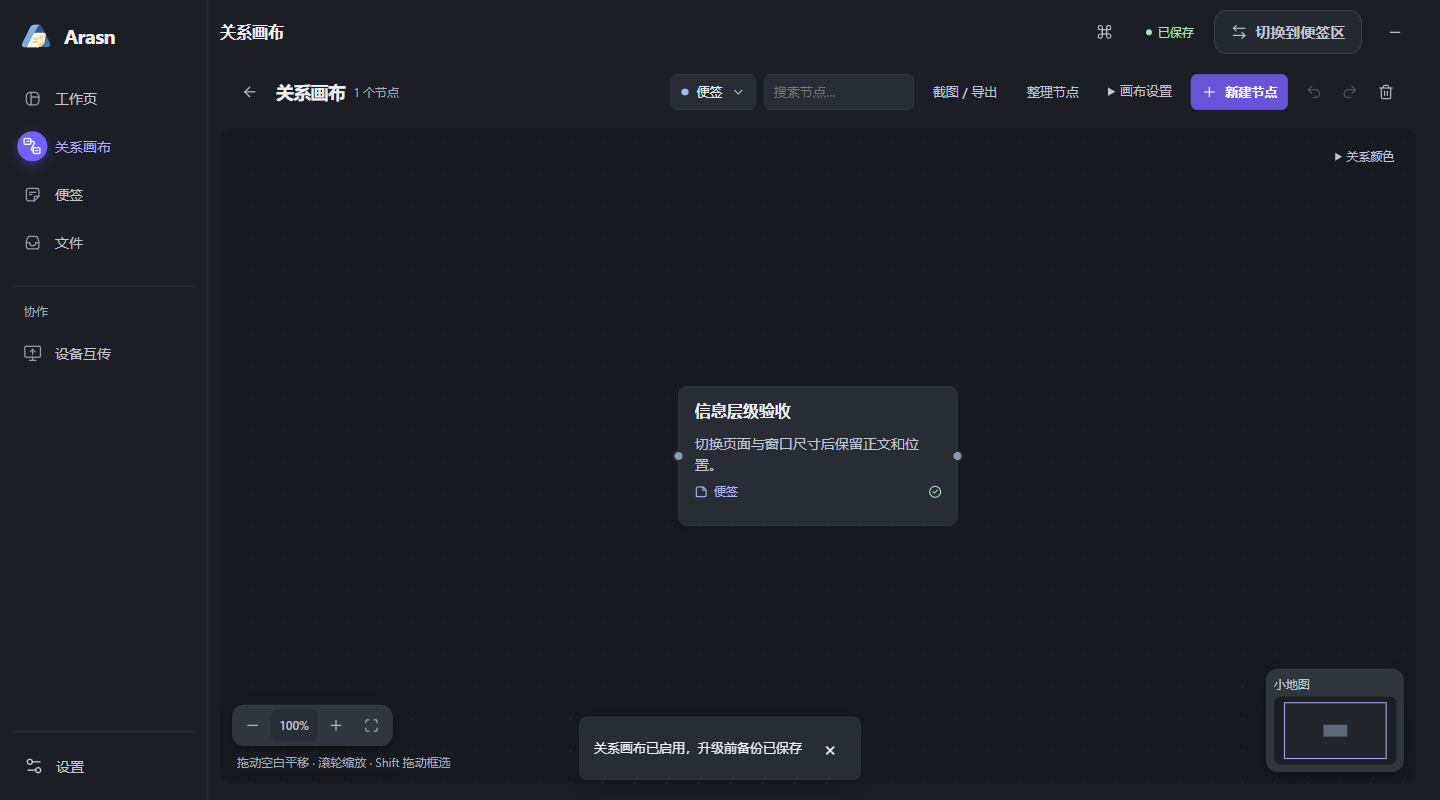 Arasn
工作页
关系画布
便签
文件
协作
设备互传
设置
关系画布
已保存
切换到便签区
关系画布 1 个节点
便签
搜索节点...
截图 / 导出
整理节点
画布设置
新建节点
关系颜色
信息层级验收
切换页面与窗口尺寸后保留正文和位
置。
便签
100%
拖动空白平移 · 滚轮缩放 · Shift 拖动框选
关系画布已启用，升级前备份已保存
小地图